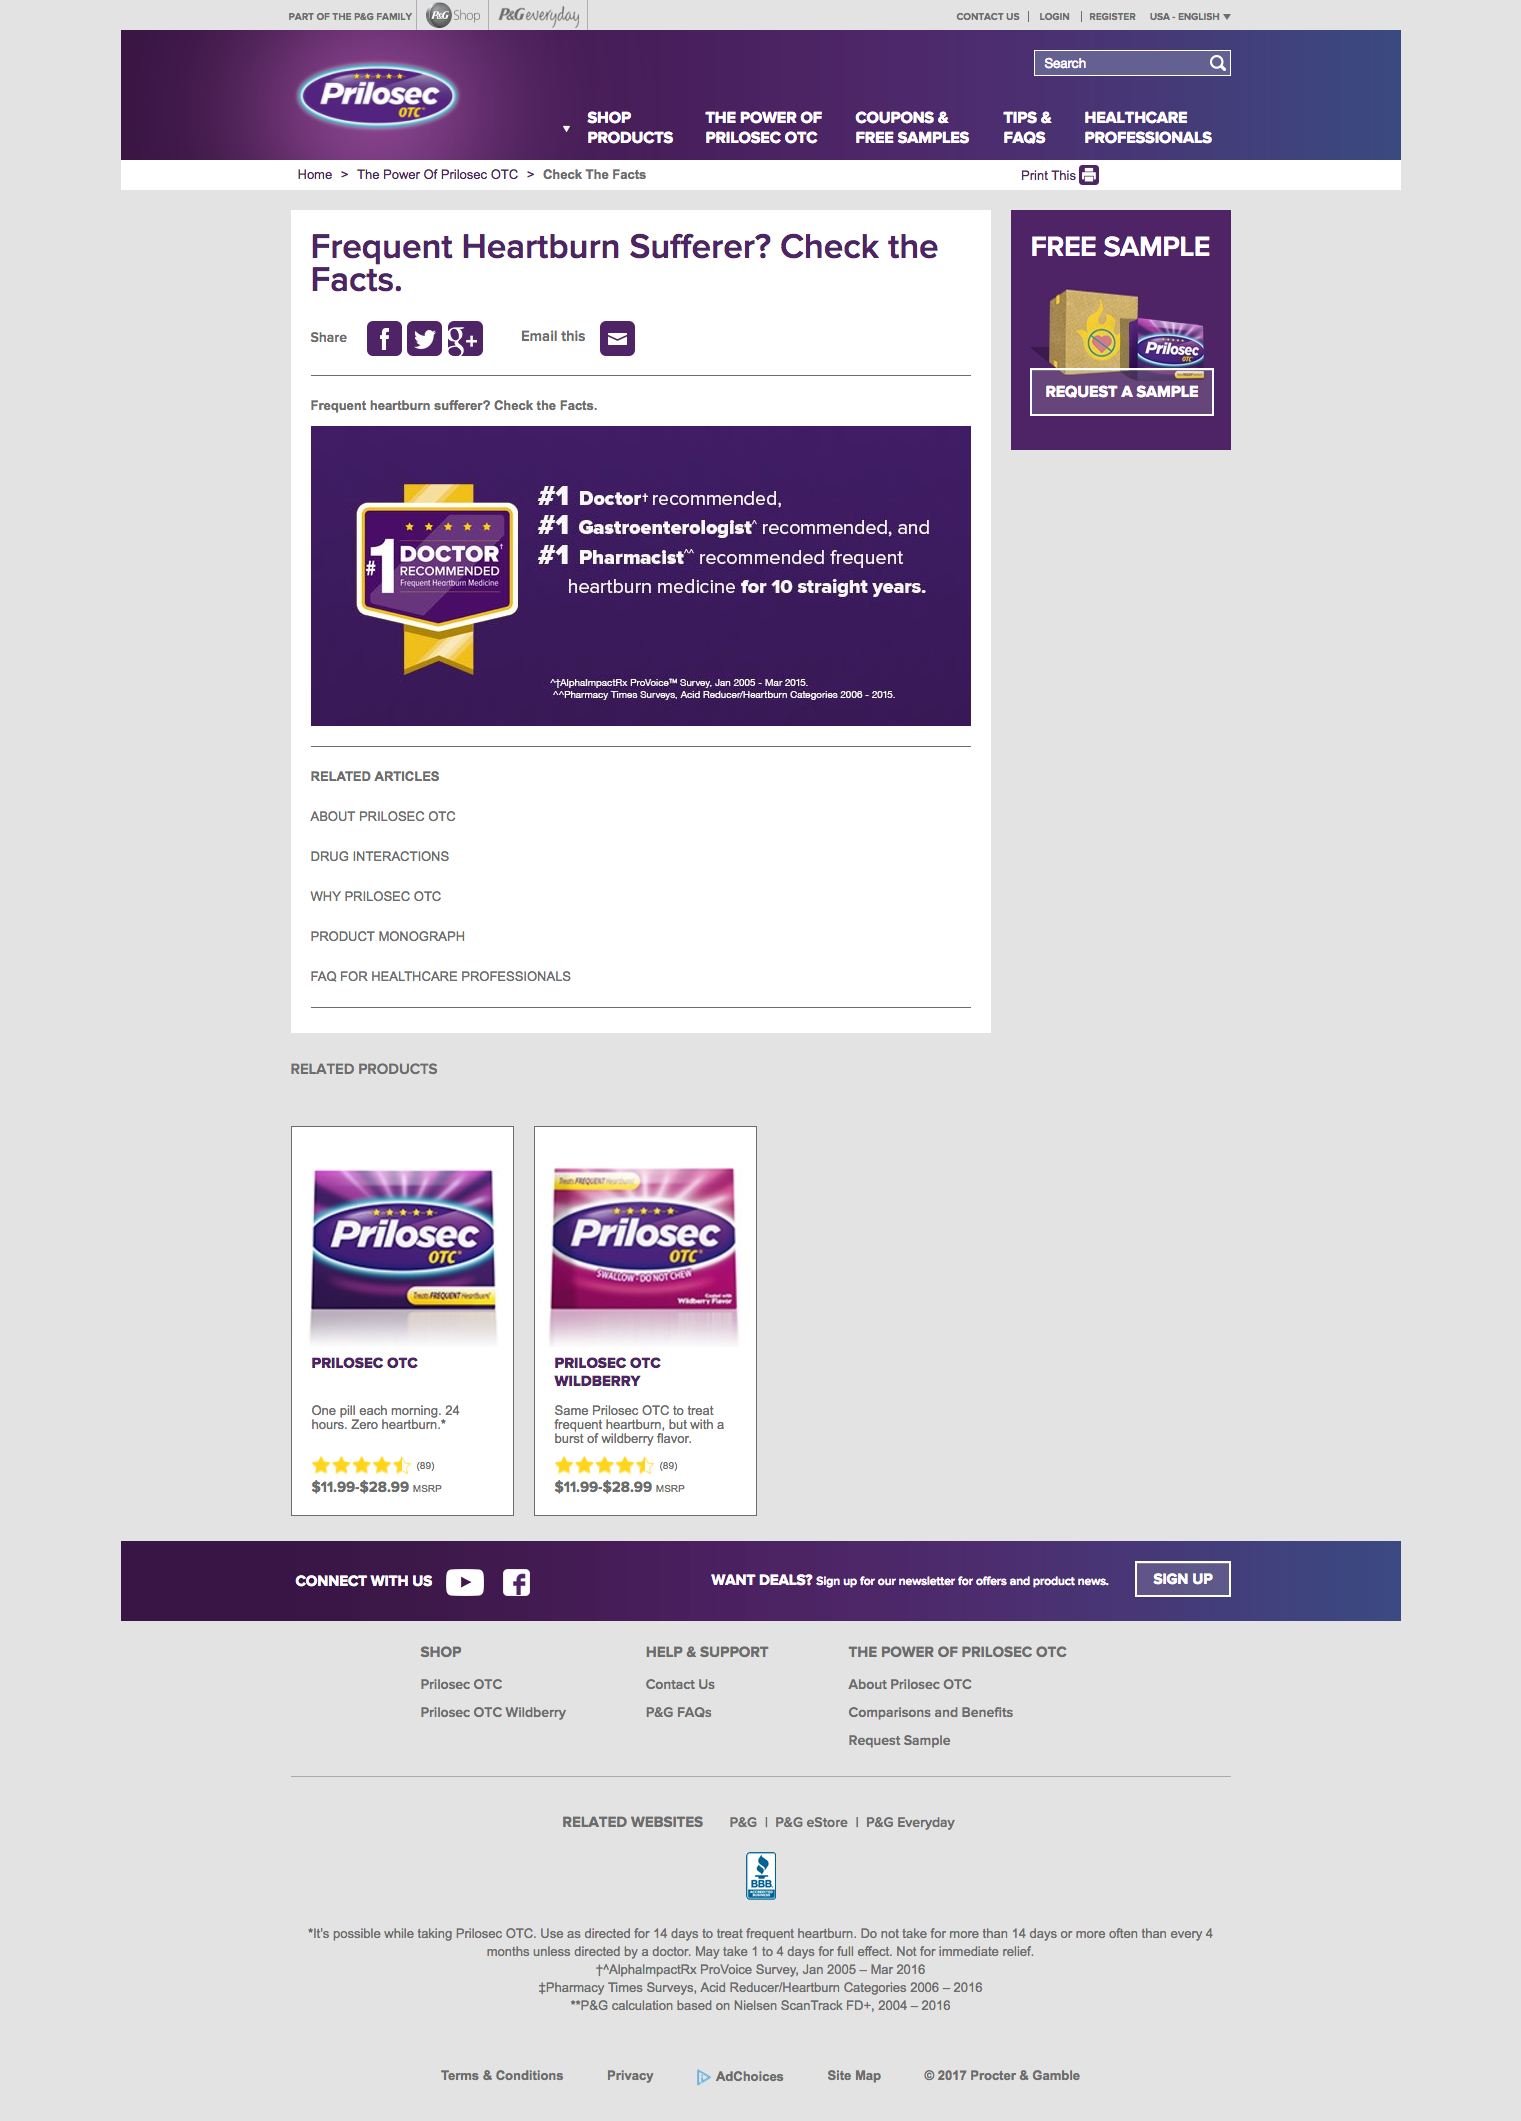 PART OF THE P&G FAMILY
P&G Shop
P&G everyday
CONTACT US | LOGIN | REGISTER USA - ENGLISH
Prilosec
OTC
Search
SHOP
PRODUCTS
THE POWER OF
PRILOSEC OTC
COUPONS &
FREE SAMPLES
TIPS &
FAQS
HEALTHCARE
PROFESSIONALS
Home > The Power Of Prilosec OTC > Check The Facts
Print This
Frequent Heartburn Sufferer? Check the
Facts.
Share
Email this
Frequent heartburn sufferer? Check the Facts.
#1 DOCTOR†
RECOMMENDED
Frequent Heartburn Medicine
#1 Doctor† recommended,
#1 Gastroenterologist^ recommended, and
#1 Pharmacist^^ recommended frequent
heartburn medicine for 10 straight years.
^†AlphaImpactRx ProVoice™ Survey, Jan 2005 - Mar 2015.
^^Pharmacy Times Surveys, Acid Reducer/Heartburn Categories 2006 - 2015.
FREE SAMPLE
Prilosec
OTC
REQUEST A SAMPLE
RELATED ARTICLES
ABOUT PRILOSEC OTC
DRUG INTERACTIONS
WHY PRILOSEC OTC
PRODUCT MONOGRAPH
FAQ FOR HEALTHCARE PROFESSIONALS
RELATED PRODUCTS
Prilosec
OTC
Treats FREQUENT Heartburn
PRILOSEC OTC
One pill each morning. 24
hours. Zero heartburn.*
(89)
$11.99-$28.99 MSRP
Treats FREQUENT Heartburn
Prilosec
OTC
SWALLOW - DO NOT CHEW
Coated with
Wildberry Flavor
PRILOSEC OTC
WILDBERRY
Same Prilosec OTC to treat
frequent heartburn, but with a
burst of wildberry flavor.
(89)
$11.99-$28.99 MSRP
CONNECT WITH US
WANT DEALS? Sign up for our newsletter for offers and product news.
SIGN UP
SHOP
Prilosec OTC
Prilosec OTC Wildberry
HELP & SUPPORT
Contact Us
P&G FAQs
THE POWER OF PRILOSEC OTC
About Prilosec OTC
Comparisons and Benefits
Request Sample
RELATED WEBSITES P&G | P&G eStore | P&G Everyday
BBB
ACCREDITED
BUSINESS
*It's possible while taking Prilosec OTC. Use as directed for 14 days to treat frequent heartburn. Do not take for more than 14 days or more often than every 4
months unless directed by a doctor. May take 1 to 4 days for full effect. Not for immediate relief.
†^AlphaImpactRx ProVoice Survey, Jan 2005 – Mar 2016
‡Pharmacy Times Surveys, Acid Reducer/Heartburn Categories 2006 – 2016
**P&G calculation based on Nielsen ScanTrack FD+, 2004 – 2016
Terms & Conditions
Privacy
AdChoices
Site Map
© 2017 Procter & Gamble